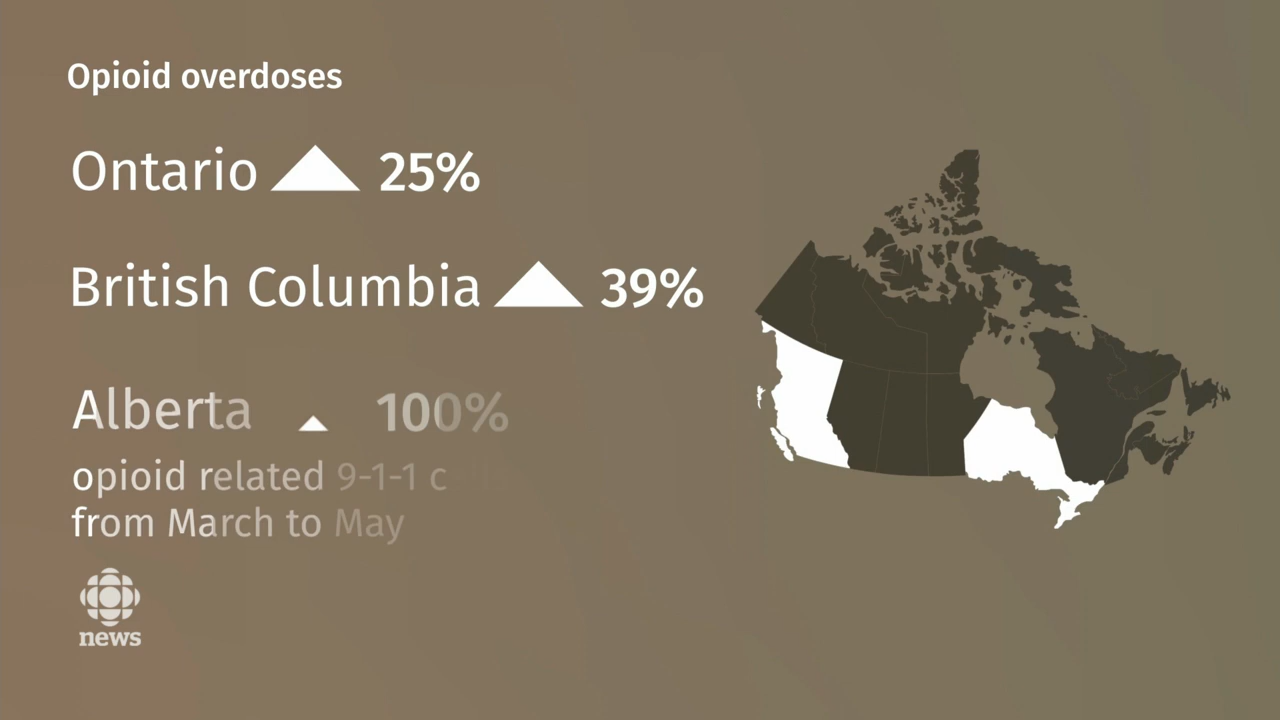 Opioid overdoses
Ontario 25%
British Columbia 39%
Alberta 100%
opioid related 9-1-1 calls
from March to May
news